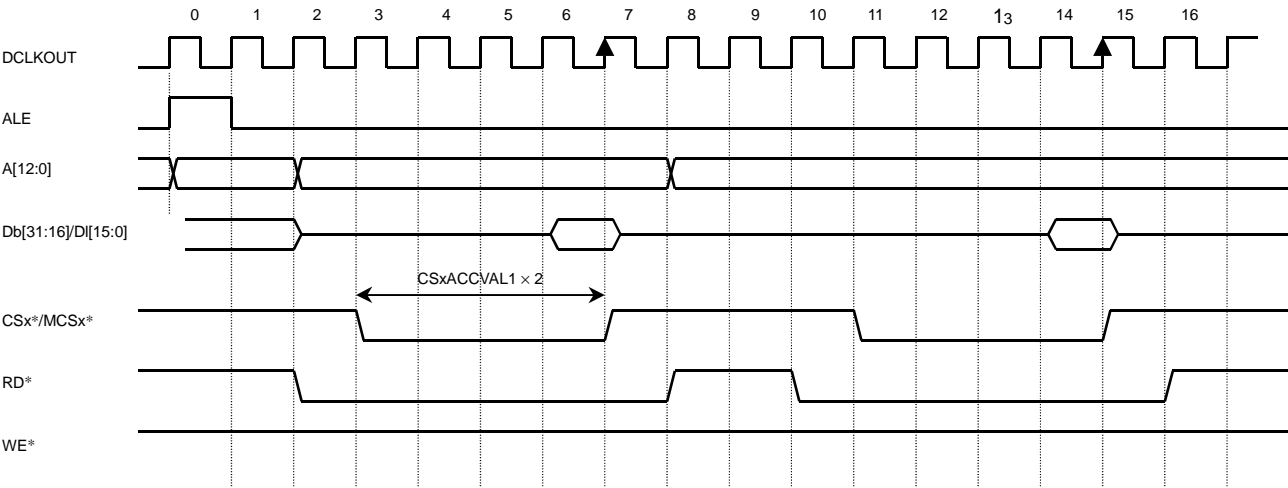 0 1 2 3 4 5 6 7 8 9 10 11 12 13 14 15 16
DCLKOUT
ALE
A[12:0]
Db[31:16]/Dl[15:0]
CSxACCVAL1 × 2
CSx*/MCSx*
RD*
WE*